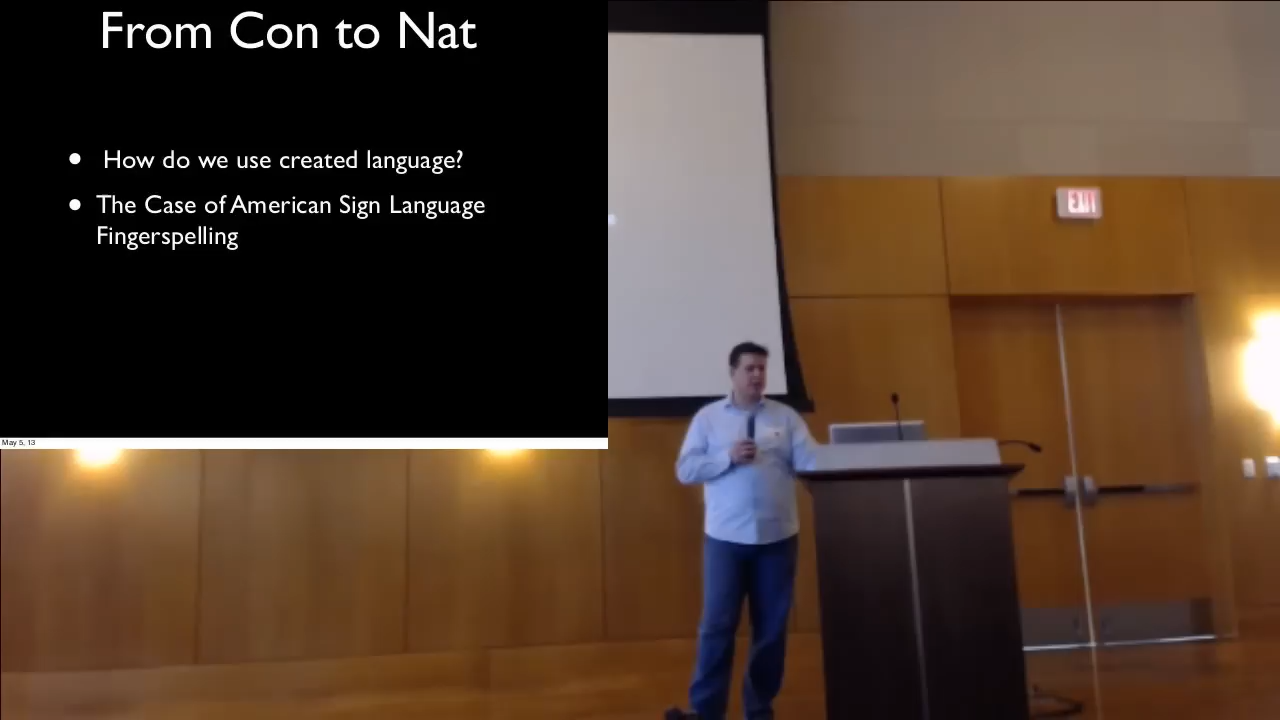 From Con to Nat
How do we use created language?
The Case of American Sign Language
Fingerspelling
May 5, 13
EXIT